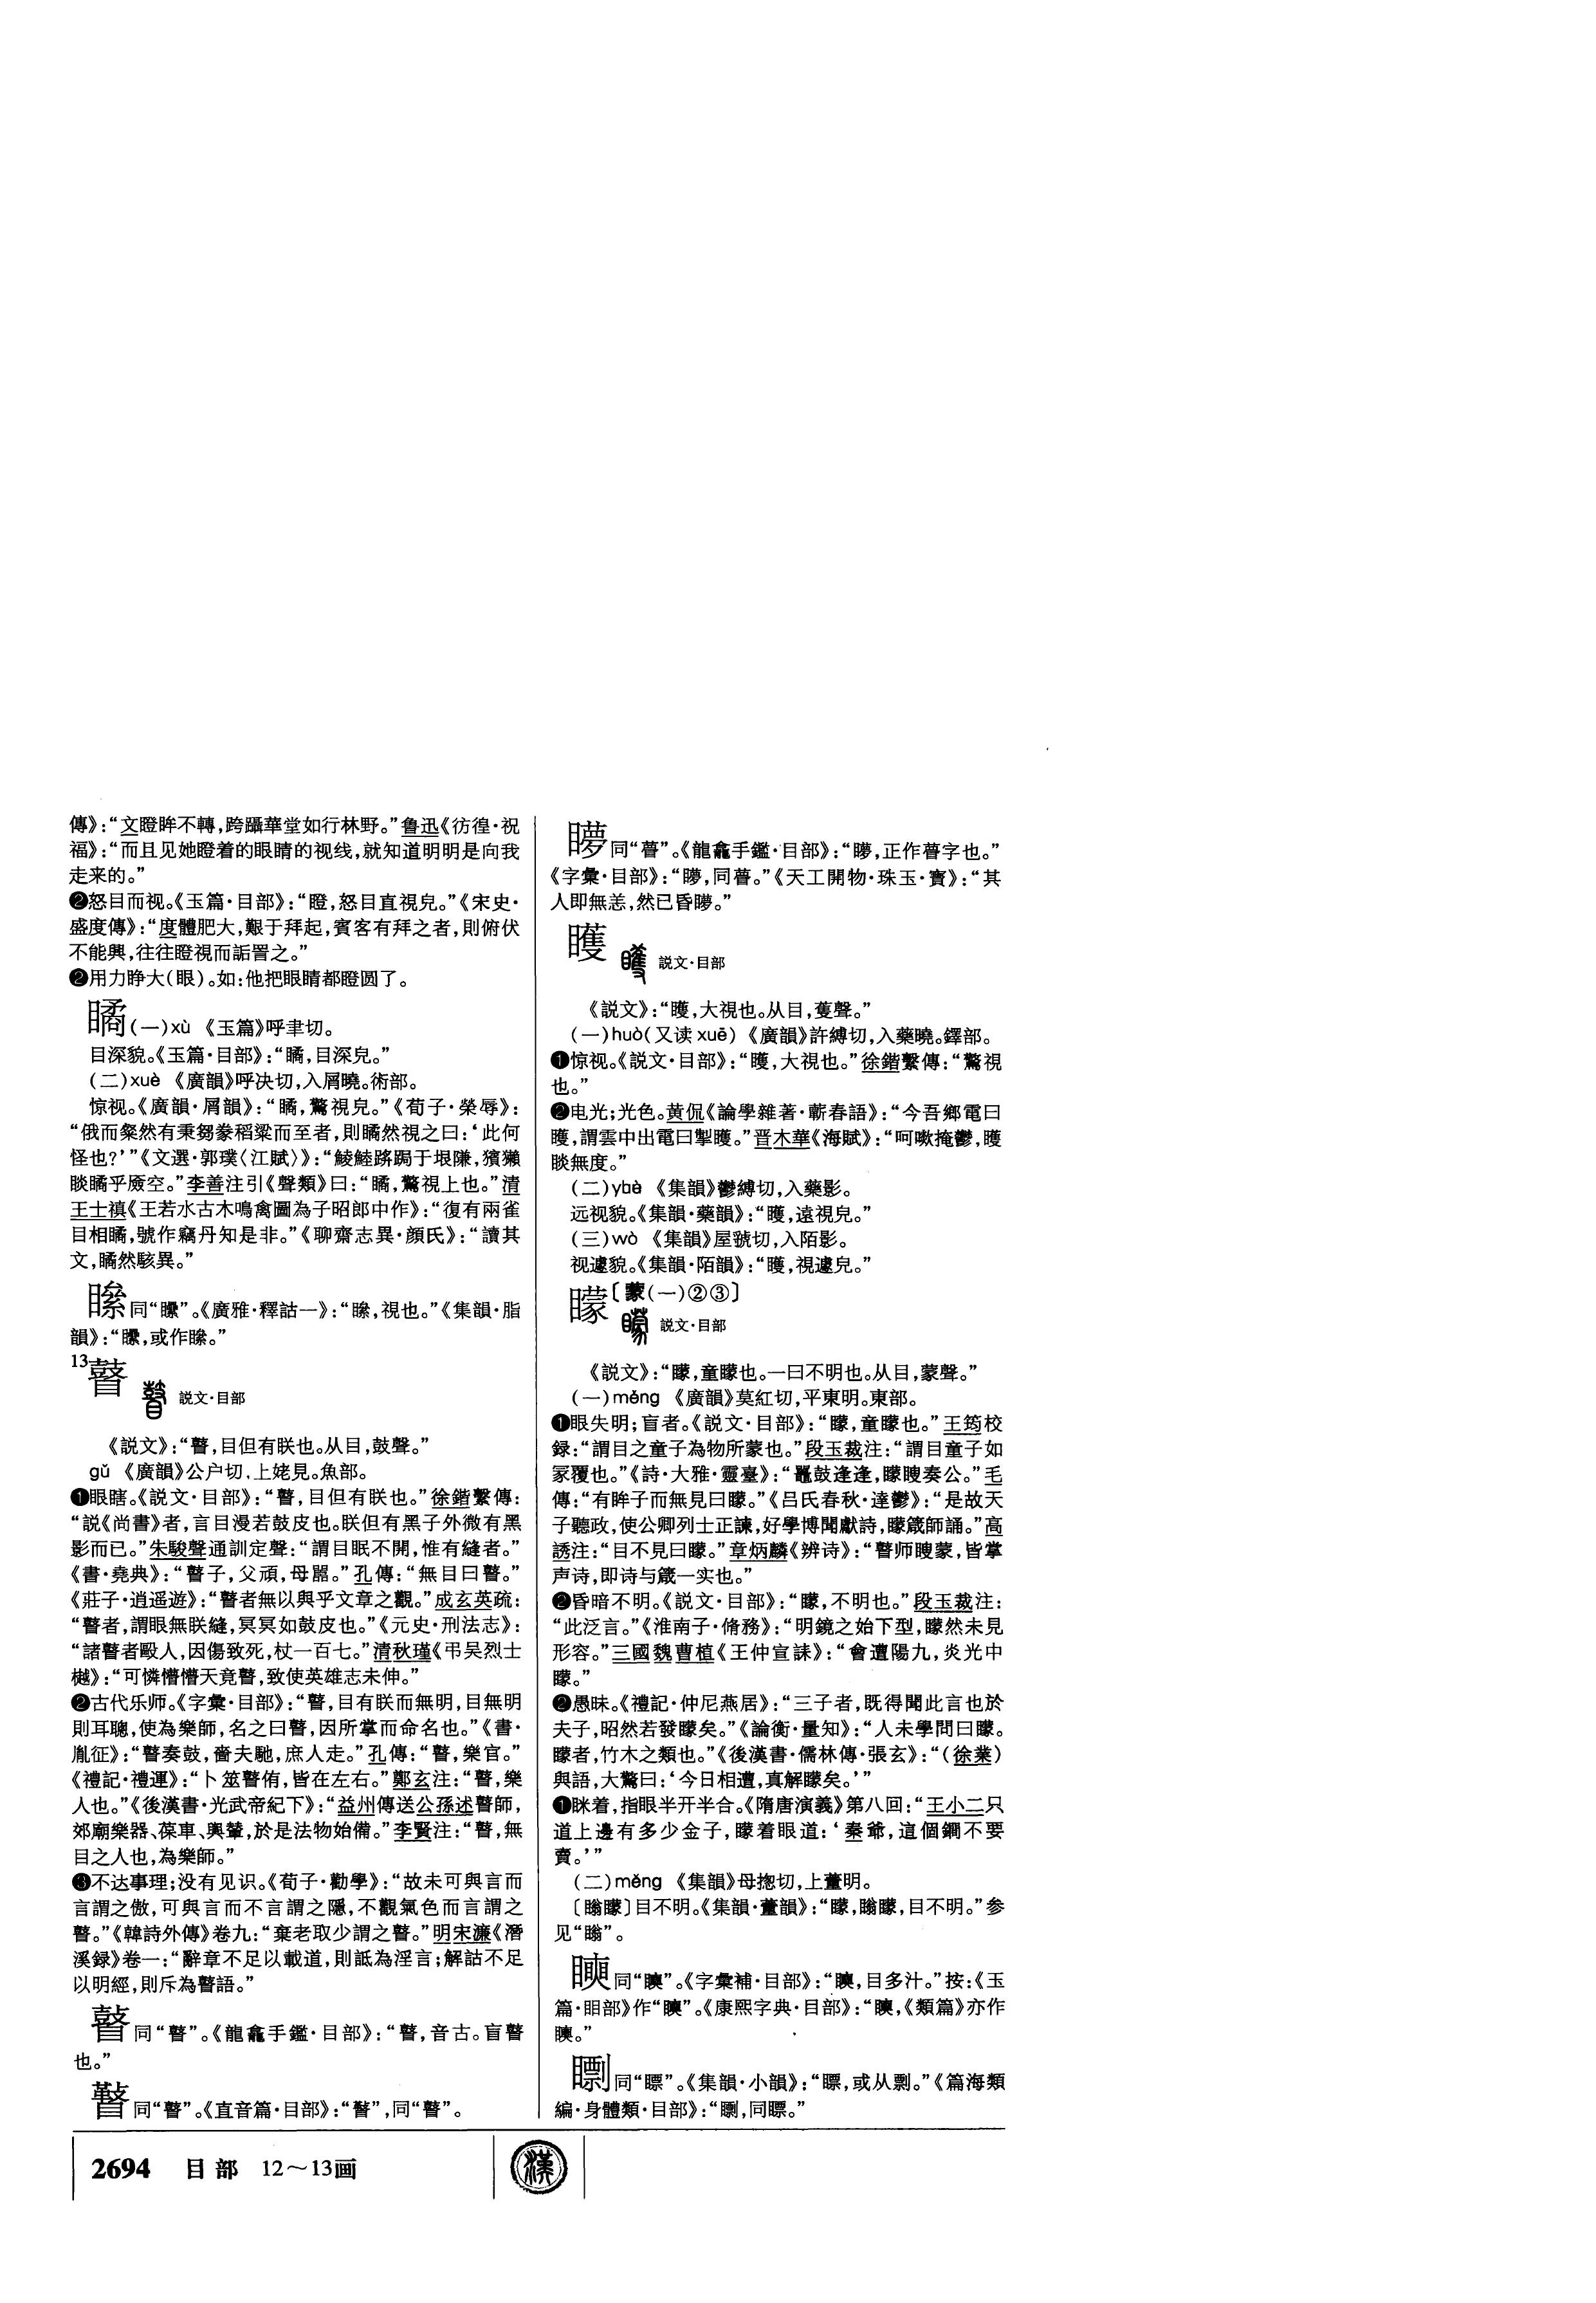 傳》：“文瞪眸不轉，跨躡華堂如行林野。”鲁迅《彷徨·祝
福》：“而且见她瞪着的眼睛的视线，就知道明明是向我
走来的。”
❷怒目而视。《玉篇·目部》：“瞪，怒目直視皃。”《宋史·
盛度傳》：“度體肥大，艱于拜起，賓客有拜之者，則俯伏
不能興，往往瞪視而詬詈之。”
❷用力睁大（眼）。如：他把眼睛都瞪圆了。
瞲（一）xù 《玉篇》呼聿切。
目深貌。《玉篇·目部》：“瞲，目深皃。”
（二）xuè 《廣韻》呼决切，入屑曉。術部。
惊视。《廣韻·屑韻》：“瞲，驚視皃。”《荀子·榮辱》：
“俄而粲然有秉芻豢稻粱而至者，則瞲然視之曰：‘此何
怪也？’”《文選·郭璞〈江賦〉》：“鯪鯥跼于垠隒，獱獺
睒瞲乎厱空。”李善注引《聲類》曰：“瞲，驚視上也。”清
王士禛《王若水古木鳴禽圖為子昭郎中作》：“復有兩雀
目相瞲，號作竊丹知是非。”《聊齋志異·顔氏》：“讀其
文，瞲然駭異。”
同“”。《廣雅·釋詁一》：“，視也。”《集韻·脂
韻》：“，或作。”
13
瞽 説文·目部
《説文》：“瞽，目但有眹也。从目，鼓聲。”
gǔ 《廣韻》公户切，上姥見。魚部。
❶眼瞎。《説文·目部》：“瞽，目但有眹也。”徐鍇繫傳：
“説《尚書》者，言目漫若鼓皮也。眹但有黑子外微有黑
影而已。”朱駿聲通訓定聲：“謂目眠不開，惟有縫者。”
《書·堯典》：“瞽子，父頑，母嚚。”孔傳：“無目曰瞽。”
《莊子·逍遥遊》：“瞽者無以與乎文章之觀。”成玄英疏：
“瞽者，謂眼無眹縫，冥冥如鼓皮也。”《元史·刑法志》：
“諸瞽者毆人，因傷致死，杖一百七。”清秋瑾《弔吴烈士
樾》：“可憐懵懵天竟瞽，致使英雄志未伸。”
❷古代乐师。《字彙·目部》：“瞽，目有眹而無明，目無明
則耳聰，使為樂師，名之曰瞽，因所掌而命名也。”《書·
胤征》：“瞽奏鼓，嗇夫馳，庶人走。”孔傳：“瞽，樂官。”
《禮記·禮運》：“卜筮瞽侑，皆在左右。”鄭玄注：“瞽，樂
人也。”《後漢書·光武帝紀下》：“益州傳送公孫述瞽師，
郊廟樂器、葆車、輿輦，於是法物始備。”李賢注：“瞽，無
目之人也，為樂師。”
❸不达事理；没有见识。《荀子·勸學》：“故未可與言而
言謂之傲，可與言而不言謂之隱，不觀氣色而言謂之
瞽。”《韓詩外傳》卷九：“棄老取少謂之瞽。”明宋濂《潛
溪録》卷一：“辭章不足以載道，則詆為淫言；解詁不足
以明經，則斥為瞽語。”
同“瞽”。《龍龕手鑑·目部》：“，音古。盲瞽
也。”
同“瞽”。《直音篇·目部》：“”，同“瞽”。
同“瞢”。《龍龕手鑑·目部》：“，正作瞢字也。”
《字彙·目部》：“，同瞢。”《天工開物·珠玉·寶》：“其
人即無恙，然已昏。”
矆 説文·目部
《説文》：“矆，大視也。从目，蒦聲。”
（一）huò（又读 xuē） 《廣韻》許縛切，入藥曉。鐸部。
❶惊视。《説文·目部》：“矆，大視也。”徐鍇繫傳：“驚視
也。”
❷电光；光色。黄侃《論學雜著·蘄春語》：“今吾鄉電曰
矆，謂雲中出電曰掣矆。”晋木華《海賦》：“呵嗽掩鬱，矆
睒無度。”
（二）yuè 《集韻》鬱縛切，入藥影。
远视貌。《集韻·藥韻》：“矆，遠視皃。”
（三）wò 《集韻》屋虢切，入陌影。
视遽貌。《集韻·陌韻》：“矆，視遽皃。”
矇〔蒙（一）②③〕
説文·目部
《説文》：“矇，童矇也。一曰不明也。从目，蒙聲。”
（一）měng 《廣韻》莫紅切，平東明。東部。
❶眼失明；盲者。《説文·目部》：“矇，童矇也。”王筠校
録：“謂目之童子為物所蒙也。”段玉裁注：“謂目童子如
冢覆也。”《詩·大雅·靈臺》：“鼉鼓逢逢，矇瞍奏公。”毛
傳：“有眸子而無見曰矇。”《吕氏春秋·達鬱》：“是故天
子聽政，使公卿列士正諫，好學博聞獻詩，矇箴師誦。”高
誘注：“目不見曰矇。”章炳麟《辨诗》：“瞽师瞍蒙，皆掌
声诗，即诗与箴一实也。”
❷昏暗不明。《説文·目部》：“矇，不明也。”段玉裁注：
“此泛言。”《淮南子·脩務》：“明鏡之始下型，矇然未見
形容。”三國魏曹植《王仲宣誄》：“會遭陽九，炎光中
矇。”
❷愚昧。《禮記·仲尼燕居》：“三子者，既得聞此言也於
夫子，昭然若發矇矣。”《論衡·量知》：“人未學問曰矇。
矇者，竹木之類也。”《後漢書·儒林傳·張玄》：“（徐業）
與語，大驚曰：‘今日相遭，真解矇矣。’”
❶眯着，指眼半开半合。《隋唐演義》第八回：“王小二只
道上邊有多少金子，矇着眼道：‘秦爺，這個鐧不要
賣。’”
（二）měng 《集韻》母揔切，上董明。
〔瞈矇〕目不明。《集韻·董韻》：“矇，瞈矇，目不明。”参
见“瞈”。
同“”。《字彙補·目部》：“，目多汁。”按：《玉
篇·䀠部》作“”。《康熙字典·目部》：“，《類篇》亦作
。”
同“瞟”。《集韻·小韻》：“瞟，或从剽。”《篇海類
編·身體類·目部》：“，同瞟。”
2694 目部 12～13画 漢